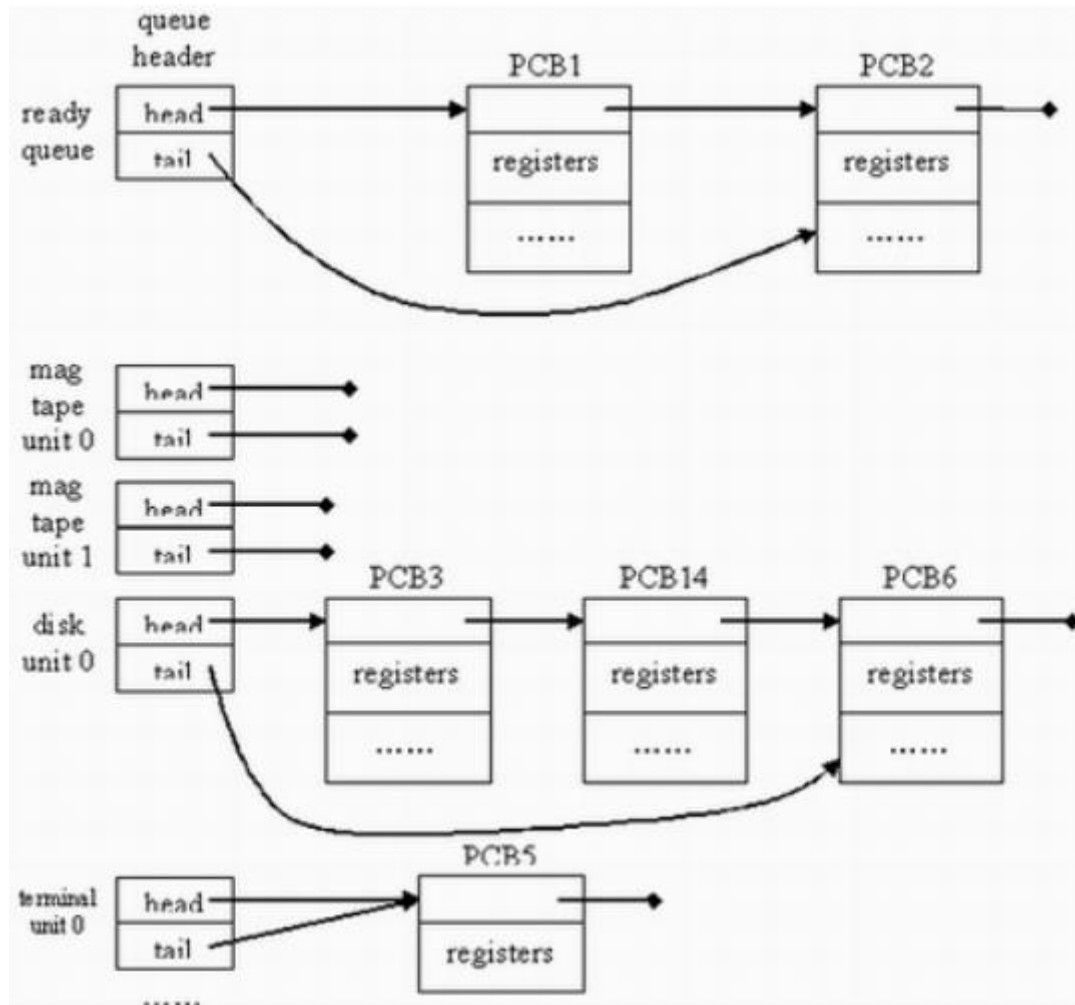 queue
header
PCB1
PCB2
ready
queue
head
tail
registers
registers
......
......
mag
tape
unit 0
head
tail
mag
tape
unit 1
head
tail
PCB3
PCB14
PCB6
disk
unit 0
head
tail
registers
registers
registers
......
......
......
PCB5
terminal
unit 0
head
tail
registers
......